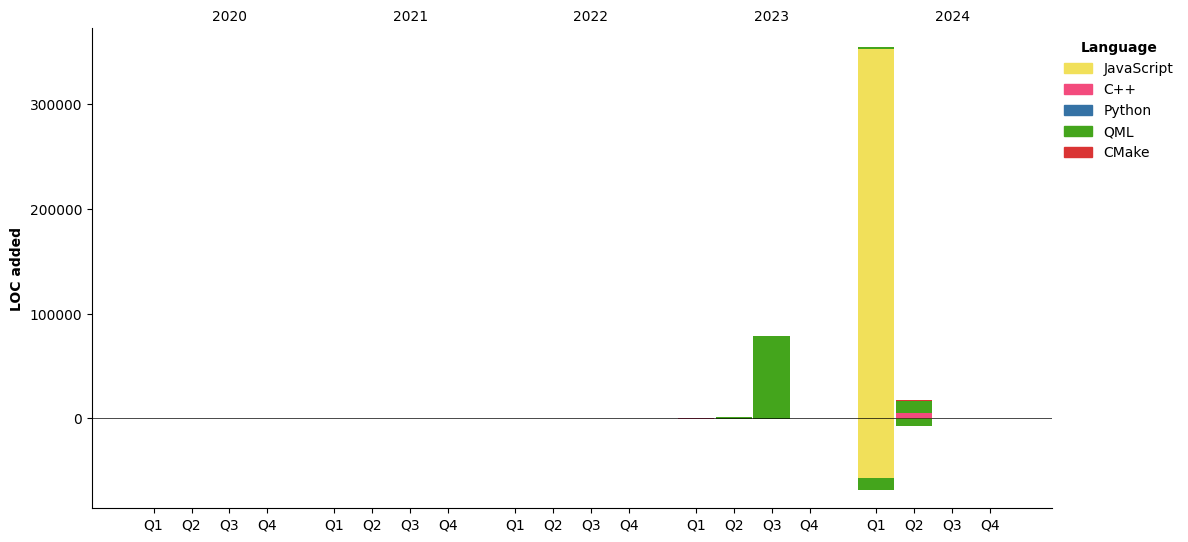 2020 2021 2022 2023 2024
Language
JavaScript
C++
Python
QML
CMake
LOC added
300000
200000
100000
0
Q1 Q2 Q3 Q4 Q1 Q2 Q3 Q4 Q1 Q2 Q3 Q4 Q1 Q2 Q3 Q4 Q1 Q2 Q3 Q4